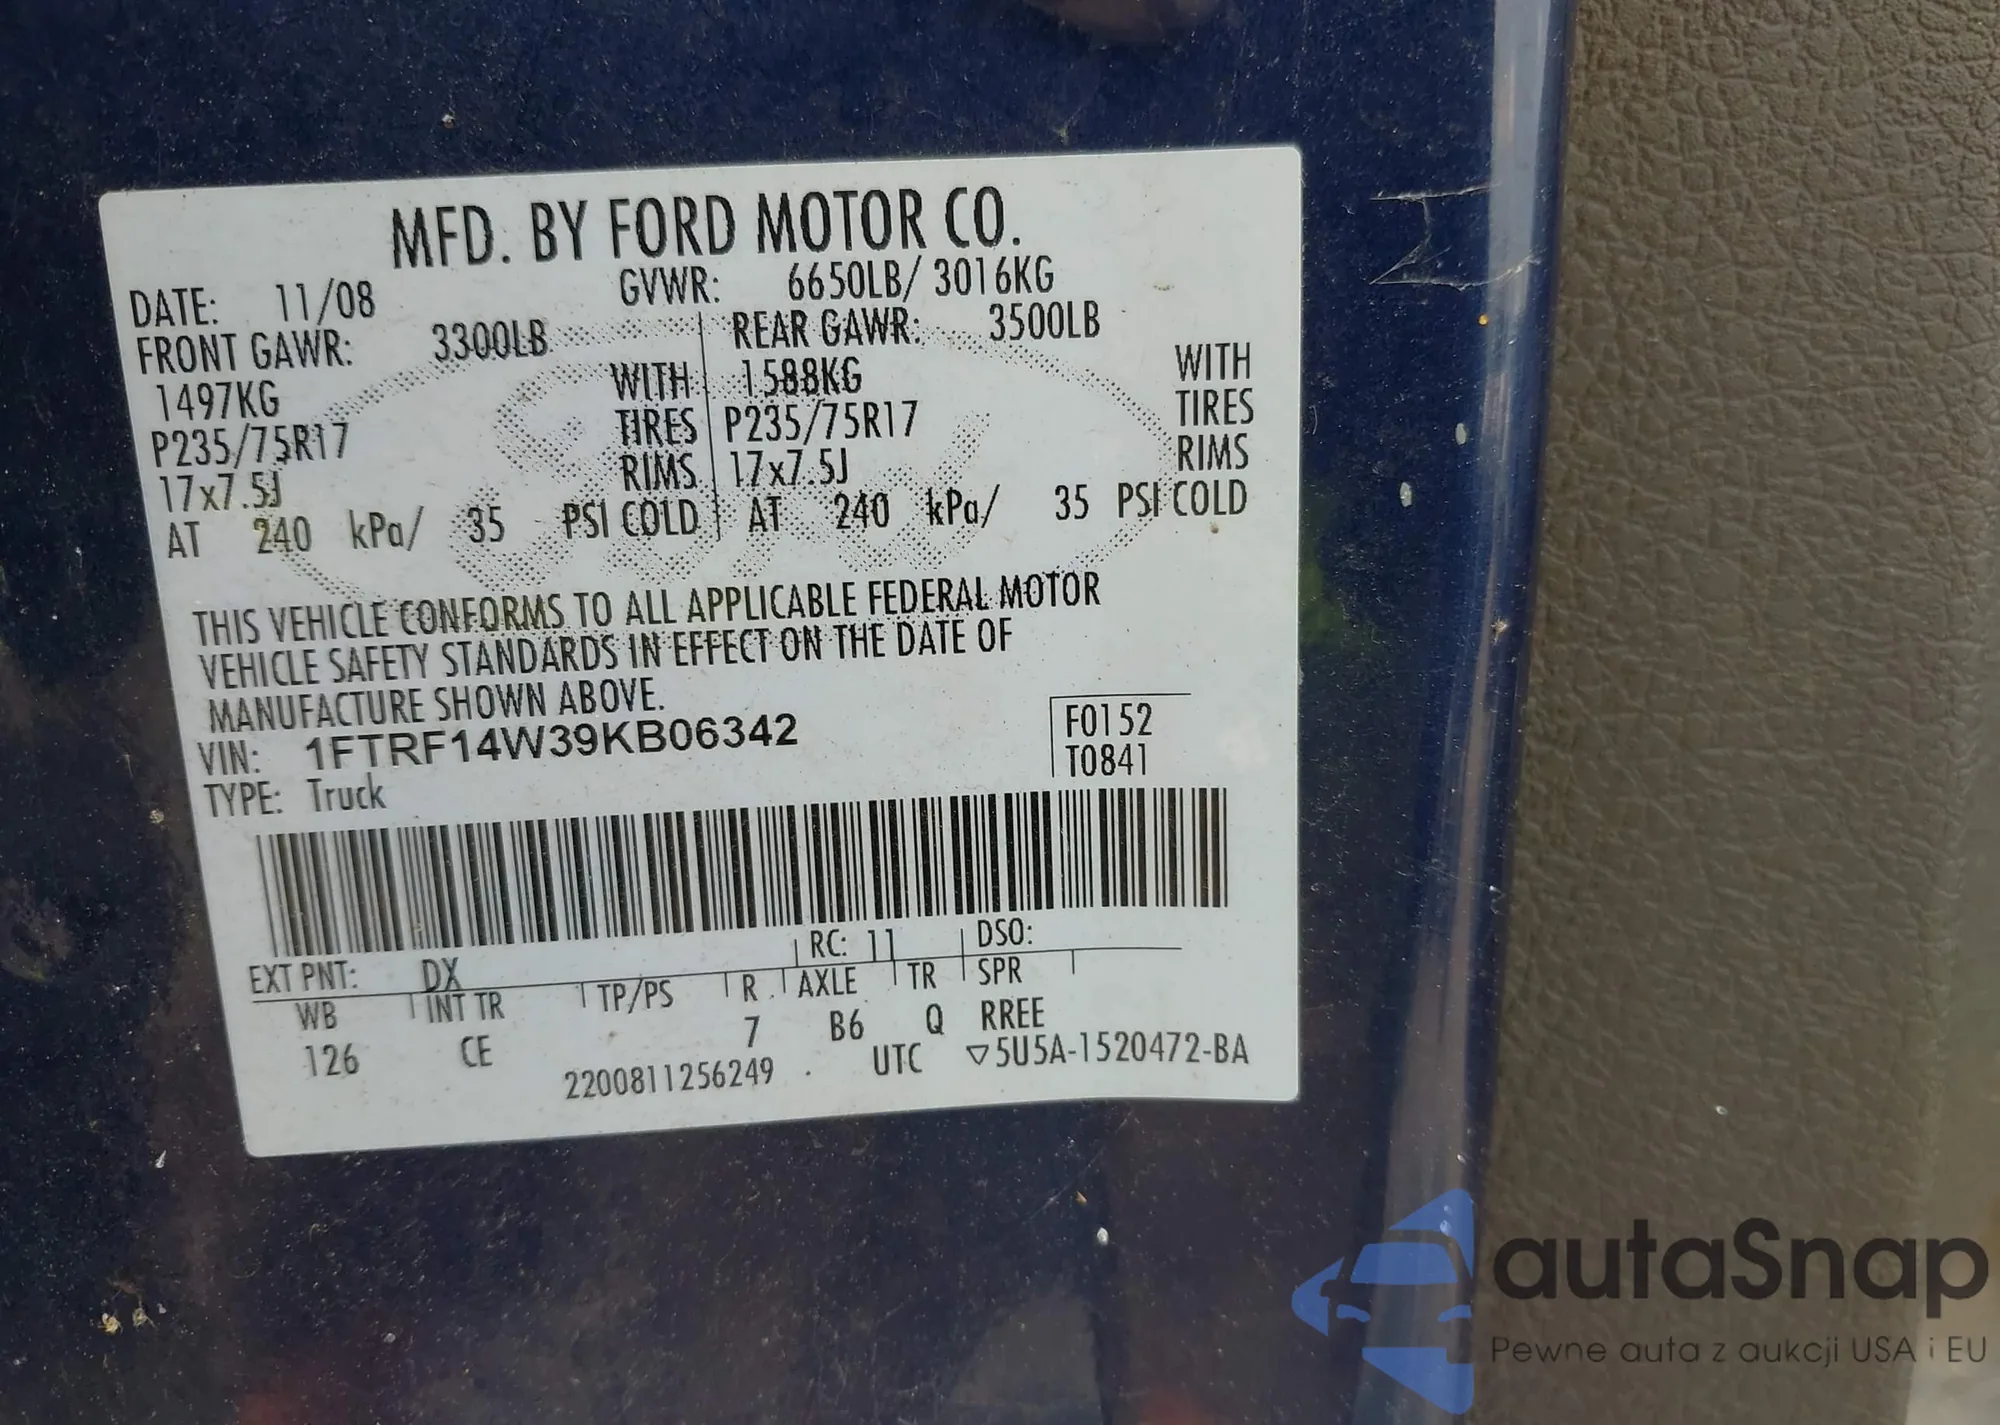 MFD. BY FORD MOTOR CO.
DATE: 11/08 GVWR: 6650LB/ 3016KG
FRONT GAWR: 3300LB REAR GAWR: 3500LB
1497KG WITH 1588KG WITH
P235/75R17 TIRES P235/75R17 TIRES
17x7.5J RIMS 17x7.5J RIMS
AT 240 kPa/ 35 PSI COLD AT 240 kPa/ 35 PSI COLD
THIS VEHICLE CONFORMS TO ALL APPLICABLE FEDERAL MOTOR
VEHICLE SAFETY STANDARDS IN EFFECT ON THE DATE OF
MANUFACTURE SHOWN ABOVE.
VIN: 1FTRF14W39KB06342 F0152
TYPE: Truck T0841
EXT PNT: DX RC: 11 DSO:
WB INT TR TP/PS R AXLE TR SPR
126 CE 7 B6 Q RREE
2200811256249 . UTC ▽5U5A-1520472-BA
autaSnap
Pewne auta z aukcji USA i EU